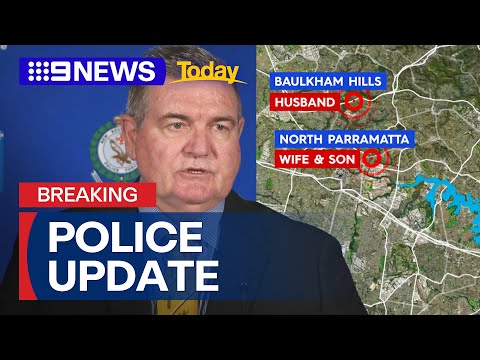 9NEWS
Today
BAULKHAM HILLS
HUSBAND
NORTH PARRAMATTA
WIFE & SON
BREAKING
POLICE
UPDATE